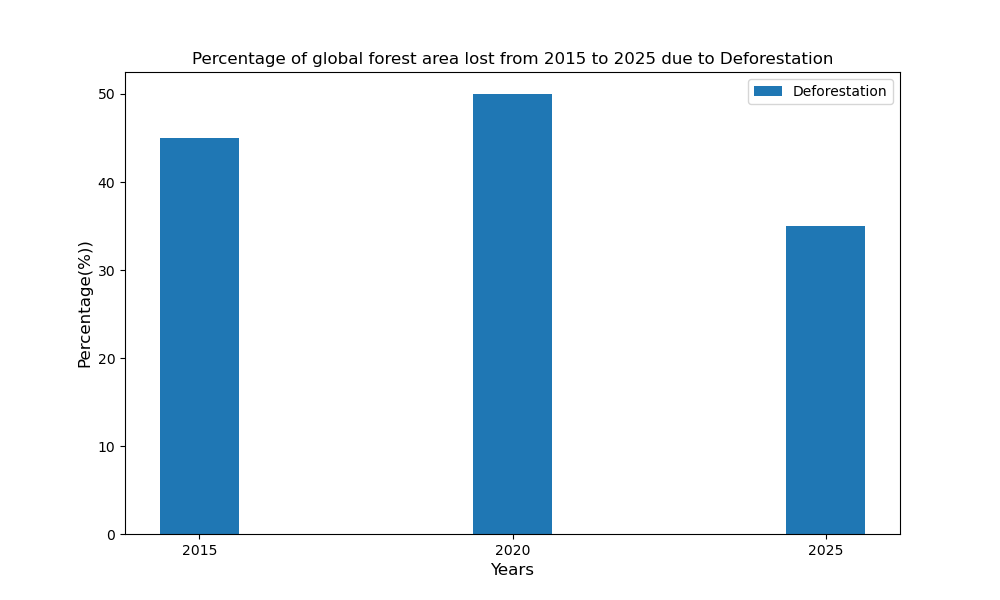 Percentage of global forest area lost from 2015 to 2025 due to Deforestation
Deforestation
50
40
30
20
10
0
Percentage(%))
2015 2020 2025
Years